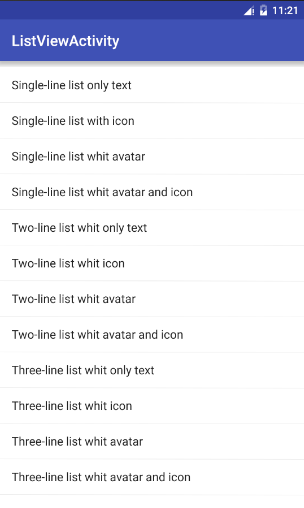 11:21
ListViewActivity
Single-line list only text
Single-line list with icon
Single-line list whit avatar
Single-line list whit avatar and icon
Two-line list whit only text
Two-line list whit icon
Two-line list whit avatar
Two-line list whit avatar and icon
Three-line list whit only text
Three-line list whit icon
Three-line list whit avatar
Three-line list whit avatar and icon